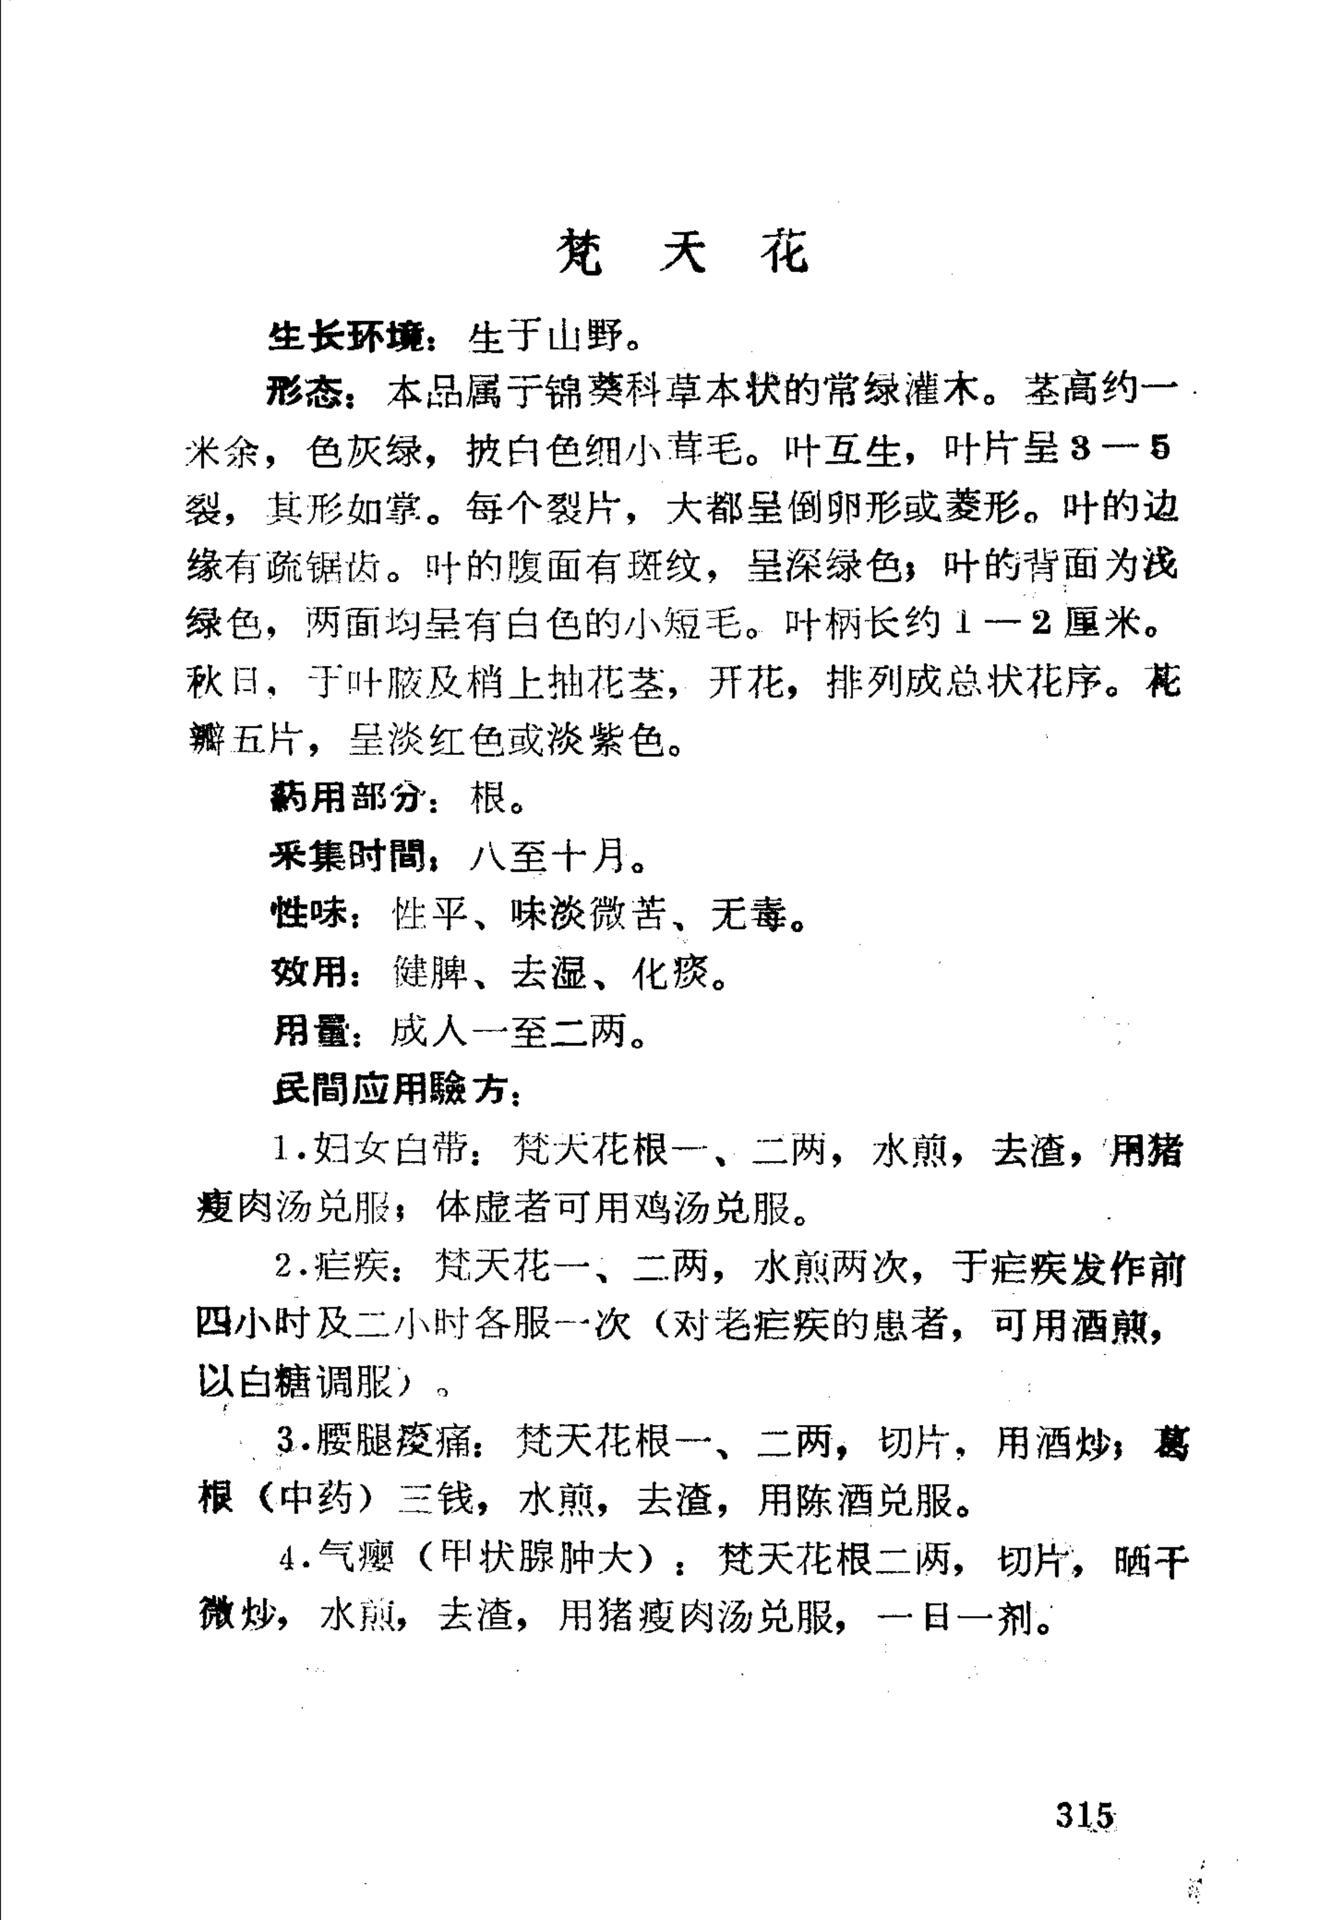 梵天花
生长环境：生于山野。
形态：本品属于锦葵科草本状的常绿灌木。茎高约一
米余，色灰绿，披白色细小茸毛。叶互生，叶片呈3—5
裂，其形如掌。每个裂片，大都呈倒卵形或菱形。叶的边
缘有疏锯齿。叶的腹面有斑纹，呈深绿色；叶的背面为浅
绿色，两面均呈有白色的小短毛。叶柄长约1—2厘米。
秋日，于叶腋及梢上抽花茎，开花，排列成总状花序。花
瓣五片，呈淡红色或淡紫色。
药用部分：根。
采集时間：八至十月。
性味：性平、味淡微苦、无毒。
效用：健脾、去湿、化痰。
用量：成人一至二两。
民間应用驗方：
1.妇女白带：梵天花根一、二两，水煎，去渣，用猪
瘦肉汤兑服；体虚者可用鸡汤兑服。
2.疟疾：梵天花一、二两，水煎两次，于疟疾发作前
四小时及二小时各服一次（对老疟疾的患者，可用酒煎，
以白糖调服）。
3.腰腿痠痛：梵天花根一、二两，切片，用酒炒；葛
根（中药）三钱，水煎，去渣，用陈酒兑服。
4.气瘿（甲状腺肿大）：梵天花根二两，切片，晒干
微炒，水煎，去渣，用猪瘦肉汤兑服，一日一剂。
315